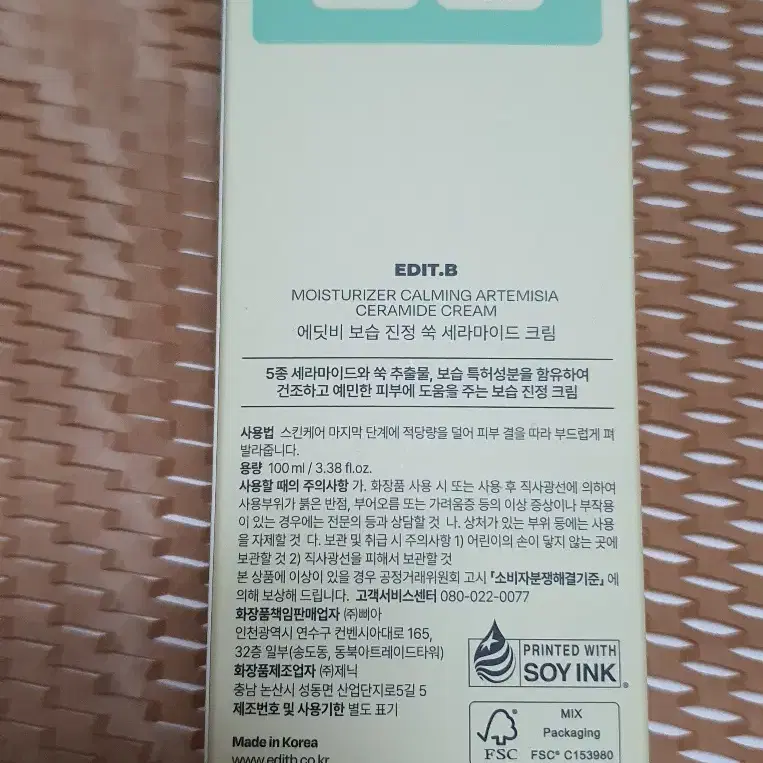 EDIT.B
MOISTURIZER CALMING ARTEMISIA
CERAMIDE CREAM
에딧비 보습 진정 쑥 세라마이드 크림
5종 세라마이드와 쑥 추출물, 보습 특허성분을 함유하여
건조하고 예민한 피부에 도움을 주는 보습 진정 크림
사용법 스킨케어 마지막 단계에 적당량을 덜어 피부 결을 따라 부드럽게 펴
발라줍니다.
용량 100 ml / 3.38 fl.oz.
사용할 때의 주의사항 가. 화장품 사용 시 또는 사용 후 직사광선에 의하여
사용부위가 붉은 반점, 부어오름 또는 가려움증 등의 이상 증상이나 부작용
이 있는 경우에는 전문의 등과 상담할 것 나. 상처가 있는 부위 등에는 사용
을 자제할 것 다. 보관 및 취급 시 주의사항 1) 어린이의 손이 닿지 않는 곳에
보관할 것 2) 직사광선을 피해서 보관할 것
본 상품에 이상이 있을 경우 공정거래위원회 고시 『소비자분쟁해결기준』에
의해 보상해 드립니다. 고객서비스센터 080-022-0077
화장품책임판매업자 ㈜삐아
인천광역시 연수구 컨벤시아대로 165,
32층 일부(송도동, 동북아트레이드타워)
화장품제조업자 ㈜제닉
충남 논산시 성동면 산업단지로5길 5
제조번호 및 사용기한 별도 표기
Made in Korea
www.editb.co.kr
PRINTED WITH
SOY INK
®
FSC
MIX
Packaging
FSC® C153980